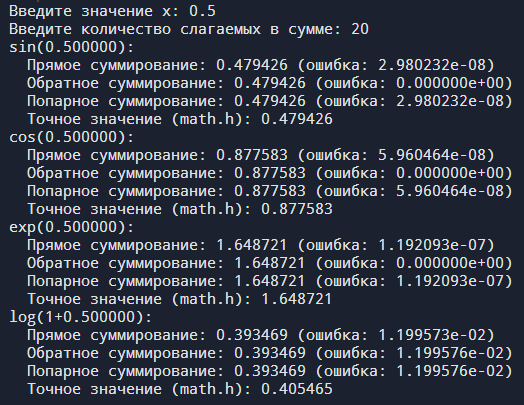 Введите значение x: 0.5
Введите количество слагаемых в сумме: 20
sin(0.500000):
  Прямое суммирование: 0.479426 (ошибка: 2.980232e-08)
  Обратное суммирование: 0.479426 (ошибка: 0.000000e+00)
  Попарное суммирование: 0.479426 (ошибка: 2.980232e-08)
  Точное значение (math.h): 0.479426
cos(0.500000):
  Прямое суммирование: 0.877583 (ошибка: 5.960464e-08)
  Обратное суммирование: 0.877583 (ошибка: 0.000000e+00)
  Попарное суммирование: 0.877583 (ошибка: 5.960464e-08)
  Точное значение (math.h): 0.877583
exp(0.500000):
  Прямое суммирование: 1.648721 (ошибка: 1.192093e-07)
  Обратное суммирование: 1.648721 (ошибка: 0.000000e+00)
  Попарное суммирование: 1.648721 (ошибка: 1.192093e-07)
  Точное значение (math.h): 1.648721
log(1+0.500000):
  Прямое суммирование: 0.393469 (ошибка: 1.199573e-02)
  Обратное суммирование: 0.393469 (ошибка: 1.199576e-02)
  Попарное суммирование: 0.393469 (ошибка: 1.199576e-02)
  Точное значение (math.h): 0.405465